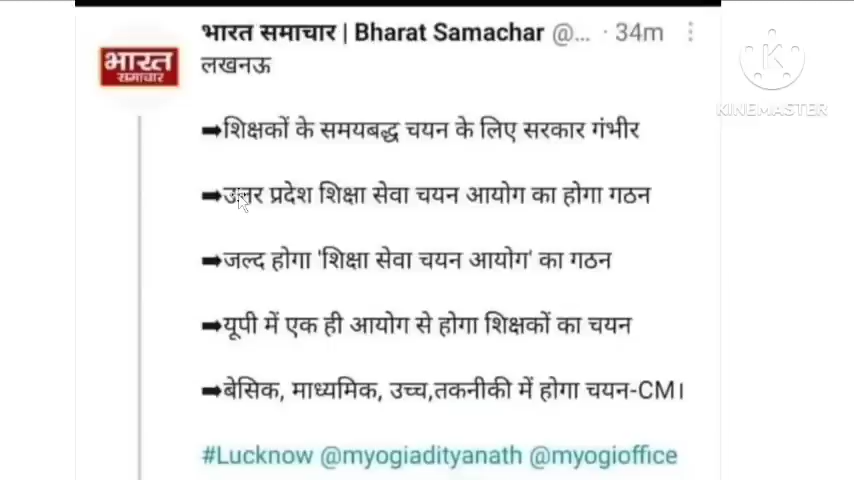 भारत समाचार | Bharat Samachar @... · 34m
भारत
समाचार
लखनऊ
KINEMASTER
➡शिक्षकों के समयबद्ध चयन के लिए सरकार गंभीर
➡उत्तर प्रदेश शिक्षा सेवा चयन आयोग का होगा गठन
➡जल्द होगा 'शिक्षा सेवा चयन आयोग' का गठन
➡यूपी में एक ही आयोग से होगा शिक्षकों का चयन
➡बेसिक, माध्यमिक, उच्च,तकनीकी में होगा चयन-CM।
#Lucknow @myogiadityanath @myogioffice